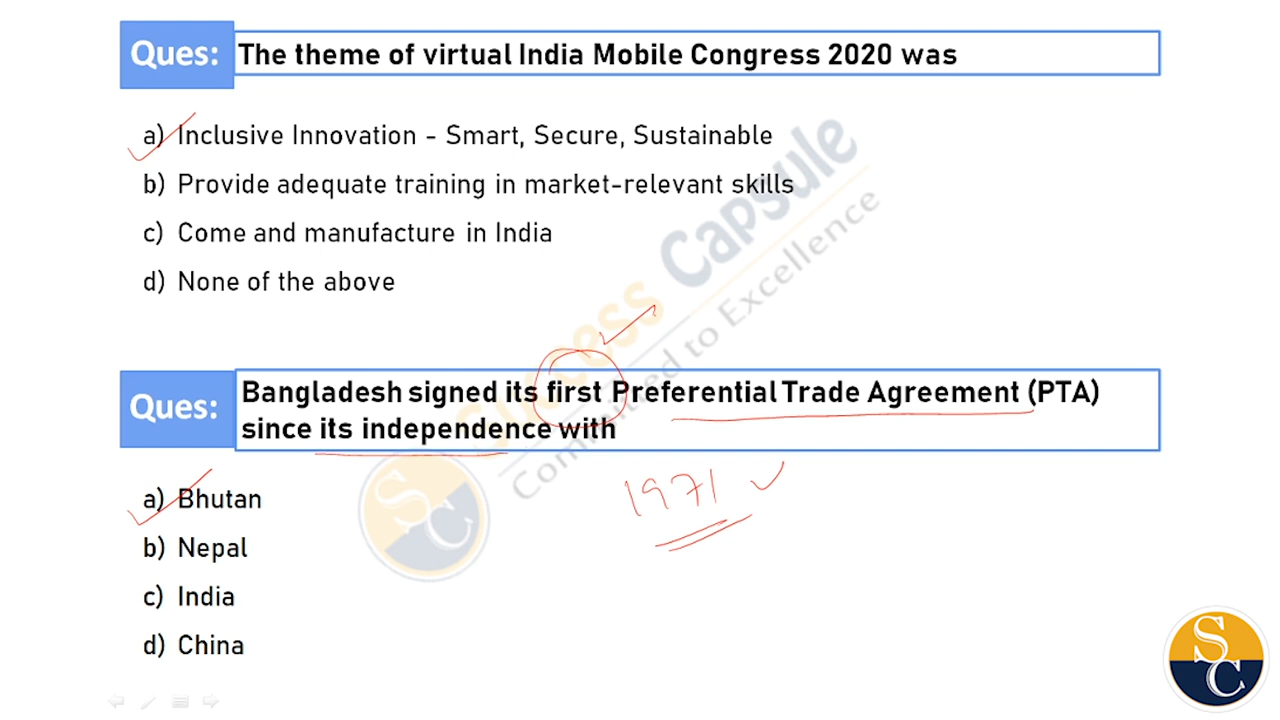 Ques: The theme of virtual India Mobile Congress 2020 was
a) Inclusive Innovation - Smart, Secure, Sustainable
b) Provide adequate training in market-relevant skills
c) Come and manufacture in India
d) None of the above
Success Capsule
Committed to Excellence
Ques: Bangladesh signed its first Preferential Trade Agreement (PTA)
since its independence with
1971
a) Bhutan
b) Nepal
c) India
d) China
SC
SC